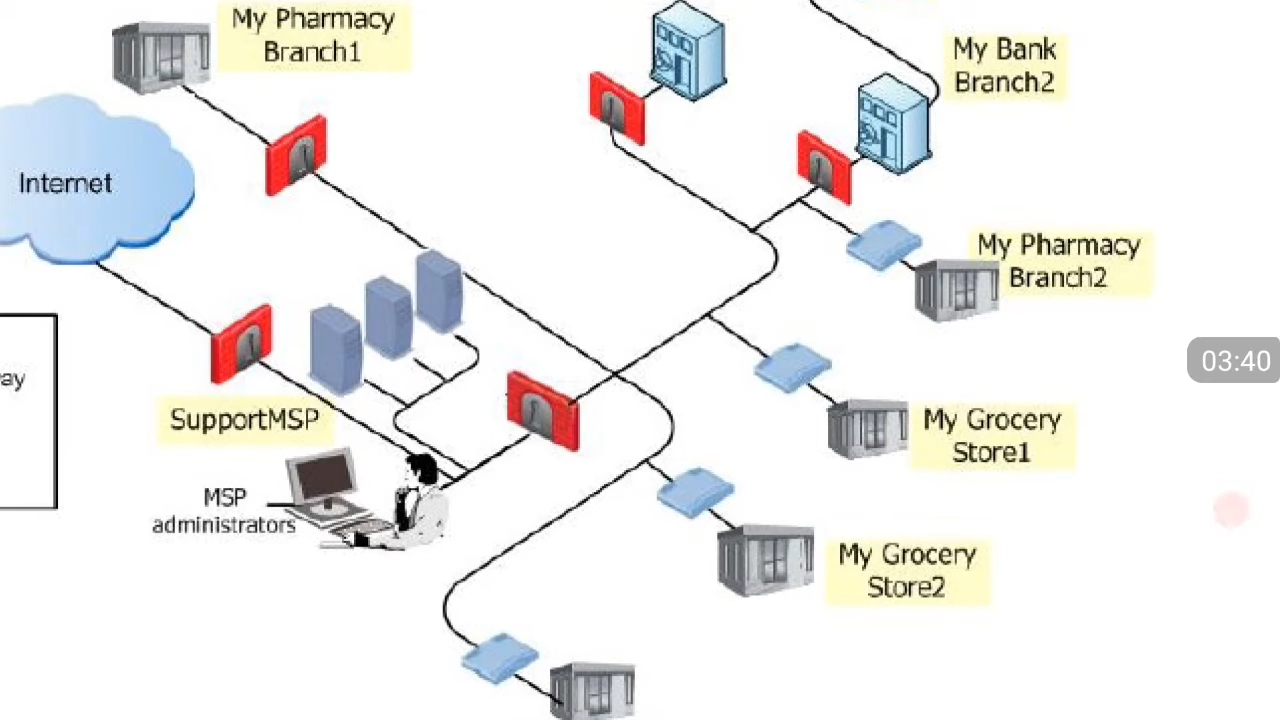 My Pharmacy
Branch1
My Bank
Branch2
Internet
My Pharmacy
Branch2
03:40
SupportMSP
My Grocery
Store1
MSP
administrators
My Grocery
Store2